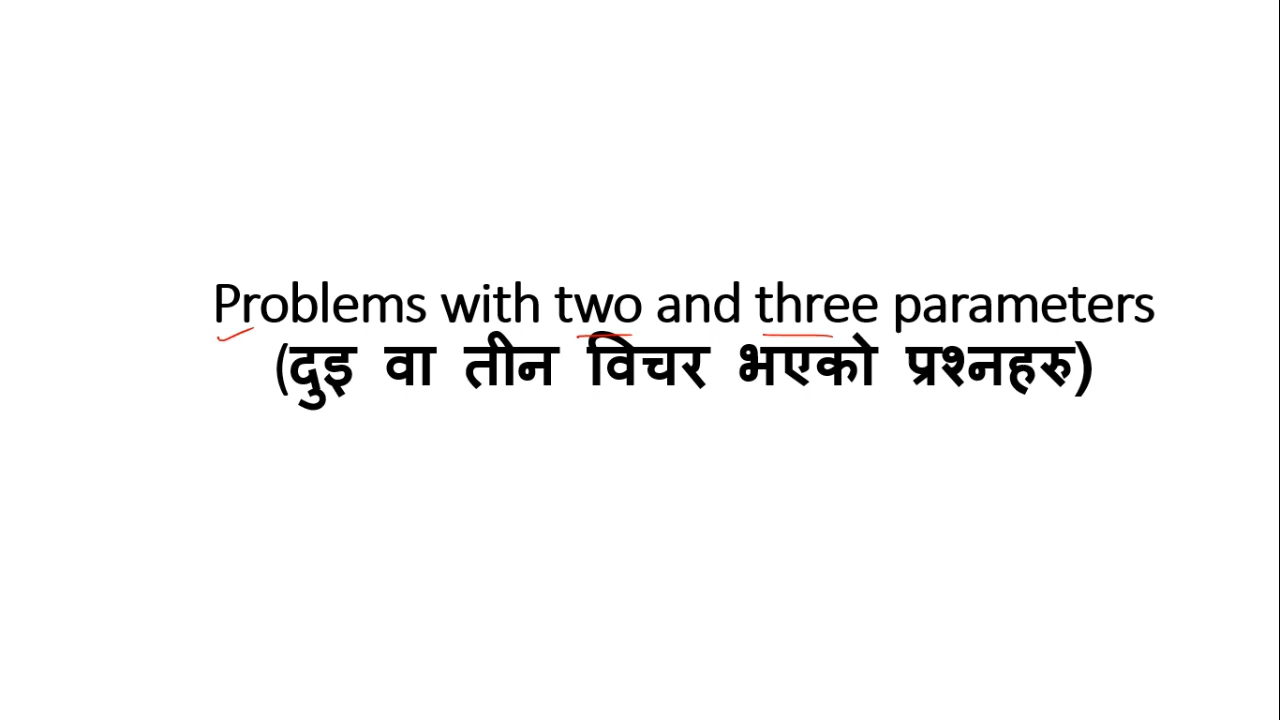 Problems with two and three parameters
(दुइ वा तीन विचर भएको प्रश्नहरु)